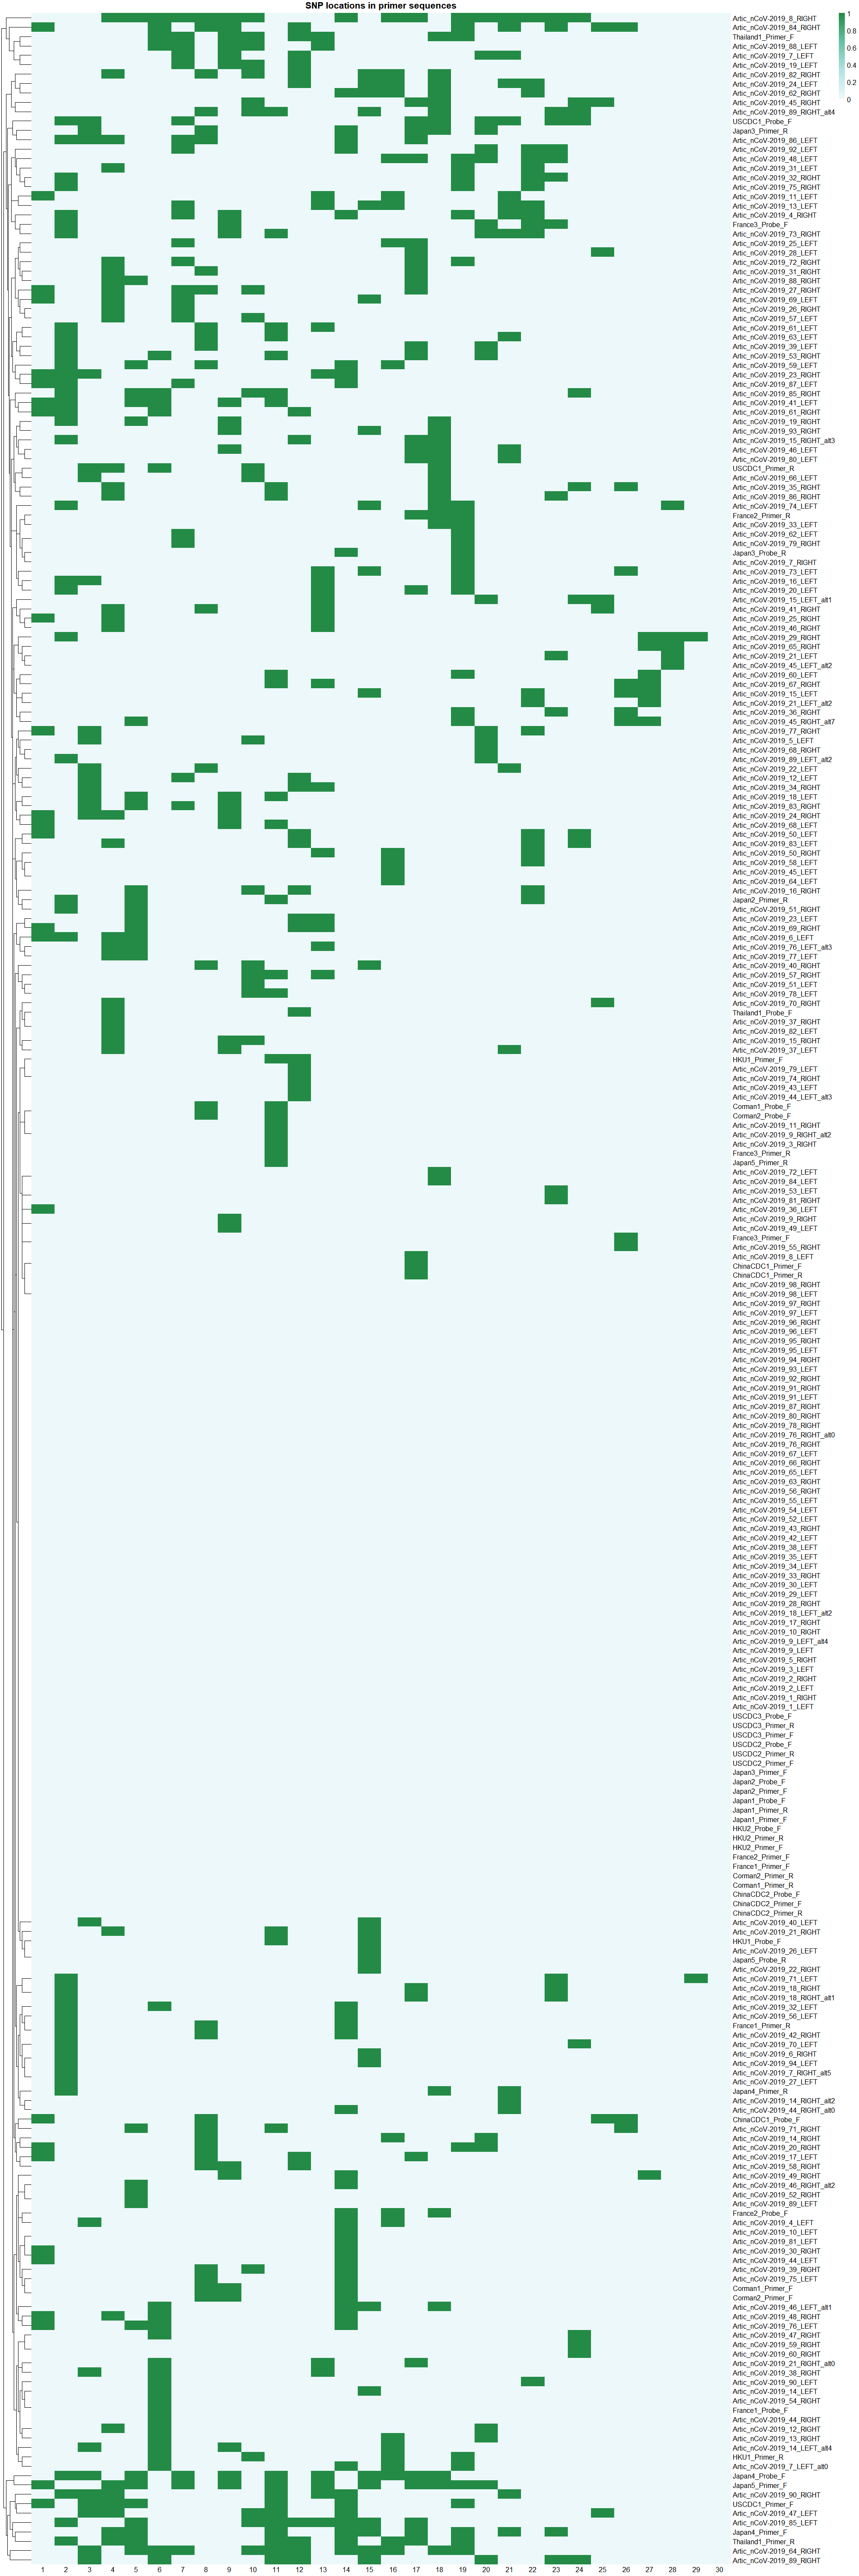 SNP locations in primer sequences
1
0.8
0.6
0.4
0.2
0
Artic_nCoV-2019_8_RIGHT
Artic_nCoV-2019_84_RIGHT
Thailand1_Primer_F
Artic_nCoV-2019_88_LEFT
Artic_nCoV-2019_7_LEFT
Artic_nCoV-2019_19_LEFT
Artic_nCoV-2019_82_RIGHT
Artic_nCoV-2019_24_LEFT
Artic_nCoV-2019_62_RIGHT
Artic_nCoV-2019_45_RIGHT
Artic_nCoV-2019_89_RIGHT_alt4
USCDC1_Probe_F
Japan3_Primer_R
Artic_nCoV-2019_86_LEFT
Artic_nCoV-2019_92_LEFT
Artic_nCoV-2019_48_LEFT
Artic_nCoV-2019_31_LEFT
Artic_nCoV-2019_32_RIGHT
Artic_nCoV-2019_75_RIGHT
Artic_nCoV-2019_11_LEFT
Artic_nCoV-2019_13_LEFT
Artic_nCoV-2019_4_RIGHT
France3_Probe_F
Artic_nCoV-2019_73_RIGHT
Artic_nCoV-2019_25_LEFT
Artic_nCoV-2019_28_LEFT
Artic_nCoV-2019_72_RIGHT
Artic_nCoV-2019_31_RIGHT
Artic_nCoV-2019_88_RIGHT
Artic_nCoV-2019_27_RIGHT
Artic_nCoV-2019_69_LEFT
Artic_nCoV-2019_26_RIGHT
Artic_nCoV-2019_57_LEFT
Artic_nCoV-2019_61_LEFT
Artic_nCoV-2019_63_LEFT
Artic_nCoV-2019_39_LEFT
Artic_nCoV-2019_53_RIGHT
Artic_nCoV-2019_59_LEFT
Artic_nCoV-2019_23_RIGHT
Artic_nCoV-2019_87_LEFT
Artic_nCoV-2019_85_RIGHT
Artic_nCoV-2019_41_LEFT
Artic_nCoV-2019_61_RIGHT
Artic_nCoV-2019_19_RIGHT
Artic_nCoV-2019_93_RIGHT
Artic_nCoV-2019_15_RIGHT_alt3
Artic_nCoV-2019_46_LEFT
Artic_nCoV-2019_80_LEFT
USCDC1_Primer_R
Artic_nCoV-2019_66_LEFT
Artic_nCoV-2019_35_RIGHT
Artic_nCoV-2019_86_RIGHT
Artic_nCoV-2019_74_LEFT
France2_Primer_R
Artic_nCoV-2019_33_LEFT
Artic_nCoV-2019_62_LEFT
Artic_nCoV-2019_79_RIGHT
Japan3_Probe_R
Artic_nCoV-2019_7_RIGHT
Artic_nCoV-2019_73_LEFT
Artic_nCoV-2019_16_LEFT
Artic_nCoV-2019_20_LEFT
Artic_nCoV-2019_15_LEFT_alt1
Artic_nCoV-2019_41_RIGHT
Artic_nCoV-2019_25_RIGHT
Artic_nCoV-2019_46_RIGHT
Artic_nCoV-2019_29_RIGHT
Artic_nCoV-2019_65_RIGHT
Artic_nCoV-2019_21_LEFT
Artic_nCoV-2019_45_LEFT_alt2
Artic_nCoV-2019_60_LEFT
Artic_nCoV-2019_67_RIGHT
Artic_nCoV-2019_15_LEFT
Artic_nCoV-2019_21_LEFT_alt2
Artic_nCoV-2019_36_RIGHT
Artic_nCoV-2019_45_RIGHT_alt7
Artic_nCoV-2019_77_RIGHT
Artic_nCoV-2019_5_LEFT
Artic_nCoV-2019_68_RIGHT
Artic_nCoV-2019_89_LEFT_alt2
Artic_nCoV-2019_22_LEFT
Artic_nCoV-2019_12_LEFT
Artic_nCoV-2019_34_RIGHT
Artic_nCoV-2019_18_LEFT
Artic_nCoV-2019_83_RIGHT
Artic_nCoV-2019_24_RIGHT
Artic_nCoV-2019_68_LEFT
Artic_nCoV-2019_50_LEFT
Artic_nCoV-2019_83_LEFT
Artic_nCoV-2019_50_RIGHT
Artic_nCoV-2019_58_LEFT
Artic_nCoV-2019_45_LEFT
Artic_nCoV-2019_64_LEFT
Artic_nCoV-2019_16_RIGHT
Japan2_Primer_R
Artic_nCoV-2019_51_RIGHT
Artic_nCoV-2019_23_LEFT
Artic_nCoV-2019_69_RIGHT
Artic_nCoV-2019_6_LEFT
Artic_nCoV-2019_76_LEFT_alt3
Artic_nCoV-2019_77_LEFT
Artic_nCoV-2019_40_RIGHT
Artic_nCoV-2019_57_RIGHT
Artic_nCoV-2019_51_LEFT
Artic_nCoV-2019_78_LEFT
Artic_nCoV-2019_70_RIGHT
Thailand1_Probe_F
Artic_nCoV-2019_37_RIGHT
Artic_nCoV-2019_82_LEFT
Artic_nCoV-2019_15_RIGHT
Artic_nCoV-2019_37_LEFT
HKU1_Primer_F
Artic_nCoV-2019_79_LEFT
Artic_nCoV-2019_74_RIGHT
Artic_nCoV-2019_43_LEFT
Artic_nCoV-2019_44_LEFT_alt3
Corman1_Probe_F
Corman2_Probe_F
Artic_nCoV-2019_11_RIGHT
Artic_nCoV-2019_9_RIGHT_alt2
Artic_nCoV-2019_3_RIGHT
France3_Primer_R
Japan5_Primer_R
Artic_nCoV-2019_72_LEFT
Artic_nCoV-2019_84_LEFT
Artic_nCoV-2019_53_LEFT
Artic_nCoV-2019_81_RIGHT
Artic_nCoV-2019_36_LEFT
Artic_nCoV-2019_9_RIGHT
Artic_nCoV-2019_49_LEFT
France3_Primer_F
Artic_nCoV-2019_55_RIGHT
Artic_nCoV-2019_8_LEFT
ChinaCDC1_Primer_F
ChinaCDC1_Primer_R
Artic_nCoV-2019_98_RIGHT
Artic_nCoV-2019_98_LEFT
Artic_nCoV-2019_97_RIGHT
Artic_nCoV-2019_97_LEFT
Artic_nCoV-2019_96_RIGHT
Artic_nCoV-2019_96_LEFT
Artic_nCoV-2019_95_RIGHT
Artic_nCoV-2019_95_LEFT
Artic_nCoV-2019_94_RIGHT
Artic_nCoV-2019_93_LEFT
Artic_nCoV-2019_92_RIGHT
Artic_nCoV-2019_91_RIGHT
Artic_nCoV-2019_91_LEFT
Artic_nCoV-2019_87_RIGHT
Artic_nCoV-2019_80_RIGHT
Artic_nCoV-2019_78_RIGHT
Artic_nCoV-2019_76_RIGHT_alt0
Artic_nCoV-2019_76_RIGHT
Artic_nCoV-2019_67_LEFT
Artic_nCoV-2019_66_RIGHT
Artic_nCoV-2019_65_LEFT
Artic_nCoV-2019_63_RIGHT
Artic_nCoV-2019_56_RIGHT
Artic_nCoV-2019_55_LEFT
Artic_nCoV-2019_54_LEFT
Artic_nCoV-2019_52_LEFT
Artic_nCoV-2019_43_RIGHT
Artic_nCoV-2019_42_LEFT
Artic_nCoV-2019_38_LEFT
Artic_nCoV-2019_35_LEFT
Artic_nCoV-2019_34_LEFT
Artic_nCoV-2019_33_RIGHT
Artic_nCoV-2019_30_LEFT
Artic_nCoV-2019_29_LEFT
Artic_nCoV-2019_28_RIGHT
Artic_nCoV-2019_18_LEFT_alt2
Artic_nCoV-2019_17_RIGHT
Artic_nCoV-2019_10_RIGHT
Artic_nCoV-2019_9_LEFT_alt4
Artic_nCoV-2019_9_LEFT
Artic_nCoV-2019_5_RIGHT
Artic_nCoV-2019_3_LEFT
Artic_nCoV-2019_2_RIGHT
Artic_nCoV-2019_2_LEFT
Artic_nCoV-2019_1_RIGHT
Artic_nCoV-2019_1_LEFT
USCDC3_Probe_F
USCDC3_Primer_R
USCDC3_Primer_F
USCDC2_Probe_F
USCDC2_Primer_R
USCDC2_Primer_F
Japan3_Primer_F
Japan2_Probe_F
Japan2_Primer_F
Japan1_Probe_F
Japan1_Primer_R
Japan1_Primer_F
HKU2_Probe_F
HKU2_Primer_R
HKU2_Primer_F
France2_Primer_F
France1_Primer_F
Corman2_Primer_R
Corman1_Primer_R
ChinaCDC2_Probe_F
ChinaCDC2_Primer_F
ChinaCDC2_Primer_R
Artic_nCoV-2019_40_LEFT
Artic_nCoV-2019_21_RIGHT
HKU1_Probe_F
Artic_nCoV-2019_26_LEFT
Japan5_Probe_R
Artic_nCoV-2019_22_RIGHT
Artic_nCoV-2019_71_LEFT
Artic_nCoV-2019_18_RIGHT
Artic_nCoV-2019_18_RIGHT_alt1
Artic_nCoV-2019_32_LEFT
Artic_nCoV-2019_56_LEFT
France1_Primer_R
Artic_nCoV-2019_42_RIGHT
Artic_nCoV-2019_70_LEFT
Artic_nCoV-2019_6_RIGHT
Artic_nCoV-2019_94_LEFT
Artic_nCoV-2019_7_RIGHT_alt5
Artic_nCoV-2019_27_LEFT
Japan4_Primer_R
Artic_nCoV-2019_14_RIGHT_alt2
Artic_nCoV-2019_44_RIGHT_alt0
ChinaCDC1_Probe_F
Artic_nCoV-2019_71_RIGHT
Artic_nCoV-2019_14_RIGHT
Artic_nCoV-2019_20_RIGHT
Artic_nCoV-2019_17_LEFT
Artic_nCoV-2019_58_RIGHT
Artic_nCoV-2019_49_RIGHT
Artic_nCoV-2019_46_RIGHT_alt2
Artic_nCoV-2019_52_RIGHT
Artic_nCoV-2019_89_LEFT
France2_Probe_F
Artic_nCoV-2019_4_LEFT
Artic_nCoV-2019_10_LEFT
Artic_nCoV-2019_81_LEFT
Artic_nCoV-2019_30_RIGHT
Artic_nCoV-2019_44_LEFT
Artic_nCoV-2019_39_RIGHT
Artic_nCoV-2019_75_LEFT
Corman1_Primer_F
Corman2_Primer_F
Artic_nCoV-2019_46_LEFT_alt1
Artic_nCoV-2019_48_RIGHT
Artic_nCoV-2019_76_LEFT
Artic_nCoV-2019_47_RIGHT
Artic_nCoV-2019_59_RIGHT
Artic_nCoV-2019_60_RIGHT
Artic_nCoV-2019_21_RIGHT_alt0
Artic_nCoV-2019_38_RIGHT
Artic_nCoV-2019_90_LEFT
Artic_nCoV-2019_14_LEFT
Artic_nCoV-2019_54_RIGHT
France1_Probe_F
Artic_nCoV-2019_44_RIGHT
Artic_nCoV-2019_12_RIGHT
Artic_nCoV-2019_13_RIGHT
Artic_nCoV-2019_14_LEFT_alt4
HKU1_Primer_R
Artic_nCoV-2019_7_LEFT_alt0
Japan4_Probe_F
Japan5_Primer_F
Artic_nCoV-2019_90_RIGHT
USCDC1_Primer_F
Artic_nCoV-2019_47_LEFT
Artic_nCoV-2019_85_LEFT
Japan4_Primer_F
Thailand1_Primer_R
Artic_nCoV-2019_64_RIGHT
Artic_nCoV-2019_89_RIGHT
1 2 3 4 5 6 7 8 9 10 11 12 13 14 15 16 17 18 19 20 21 22 23 24 25 26 27 28 29 30